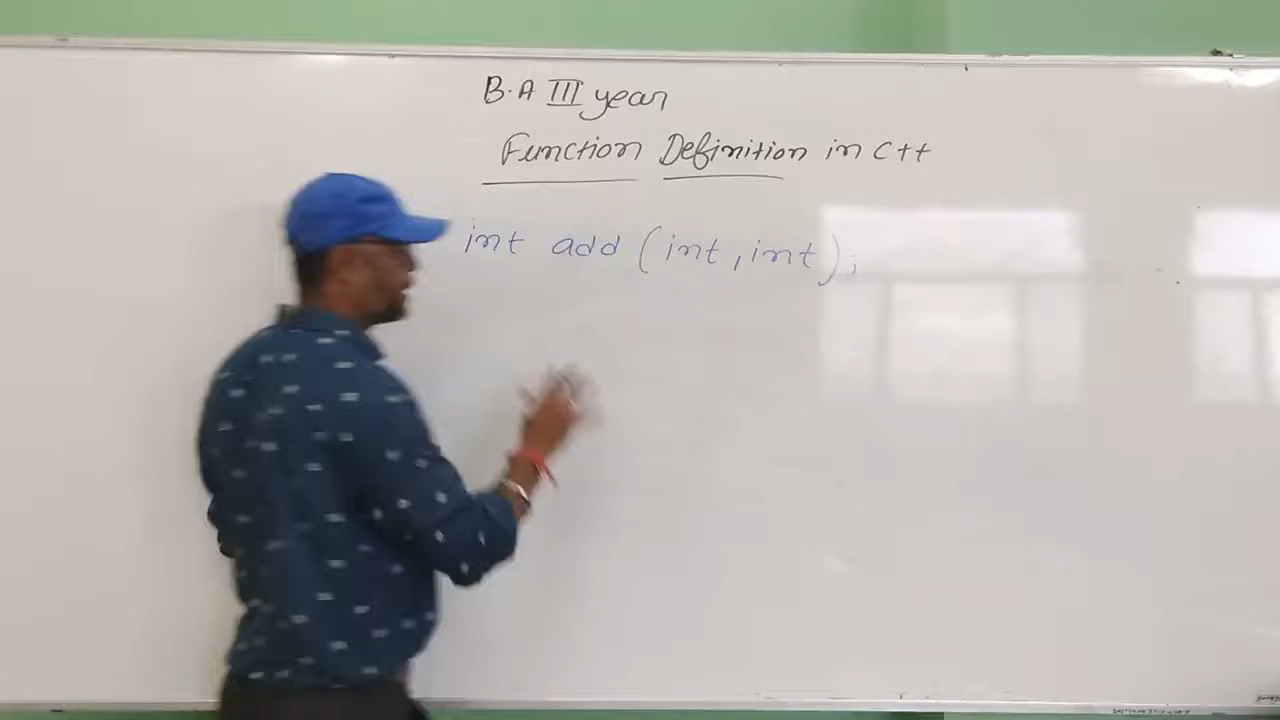 B.A III year
Function Definition in C++
int add (int, int);